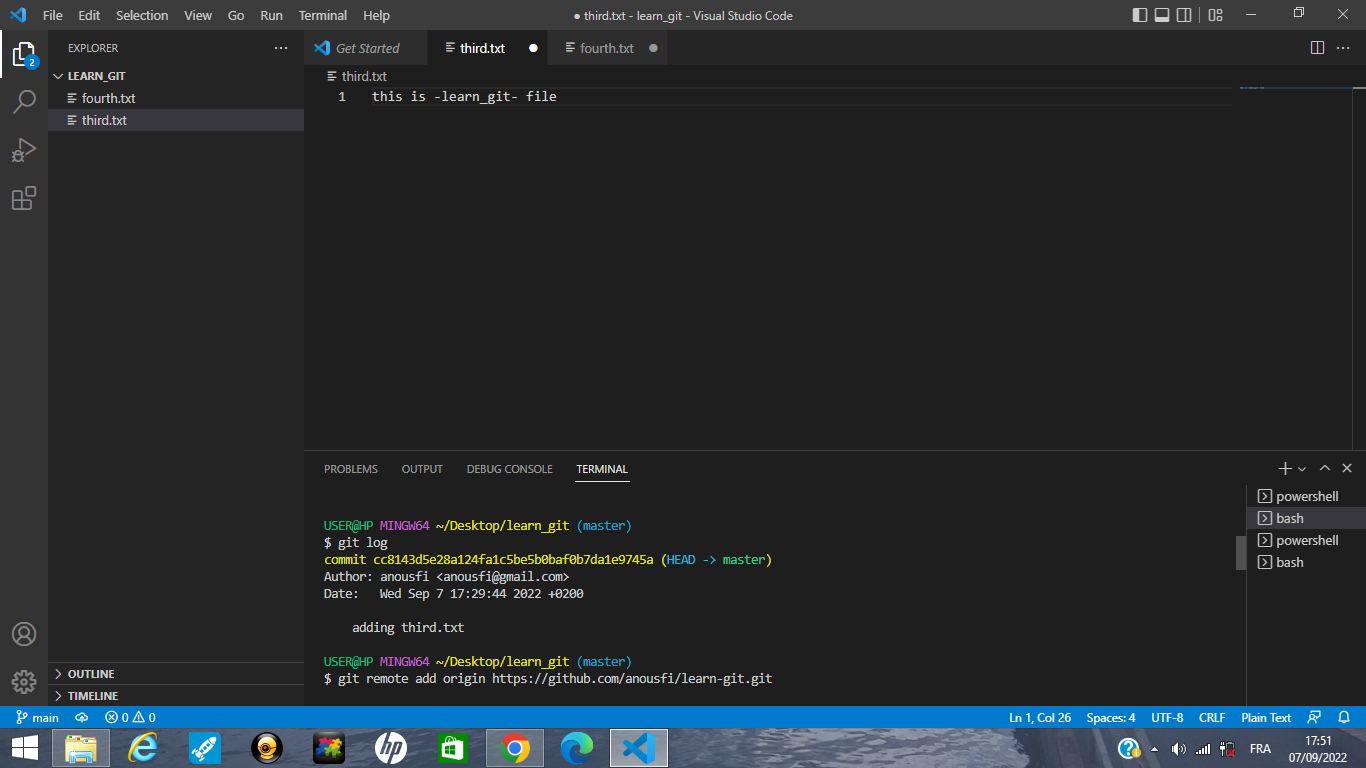 File Edit Selection View Go Run Terminal Help
● third.txt - learn_git - Visual Studio Code
EXPLORER
Get Started
third.txt
fourth.txt
2
LEARN_GIT
fourth.txt
third.txt
third.txt
1 this is -learn_git- file
PROBLEMS OUTPUT DEBUG CONSOLE TERMINAL
USER@HP MINGW64 ~/Desktop/learn_git (master)
$ git log
commit cc8143d5e28a124fa1c5be5b0baf0b7da1e9745a (HEAD -> master)
Author: anousfi <anousfi@gmail.com>
Date:   Wed Sep 7 17:29:44 2022 +0200
adding third.txt
USER@HP MINGW64 ~/Desktop/learn_git (master)
$ git remote add origin https://github.com/anousfi/learn-git.git
powershell
bash
powershell
bash
OUTLINE
TIMELINE
main 0 0 Ln 1, Col 26 Spaces: 4 UTF-8 CRLF Plain Text
hp
FRA
17:51
07/09/2022